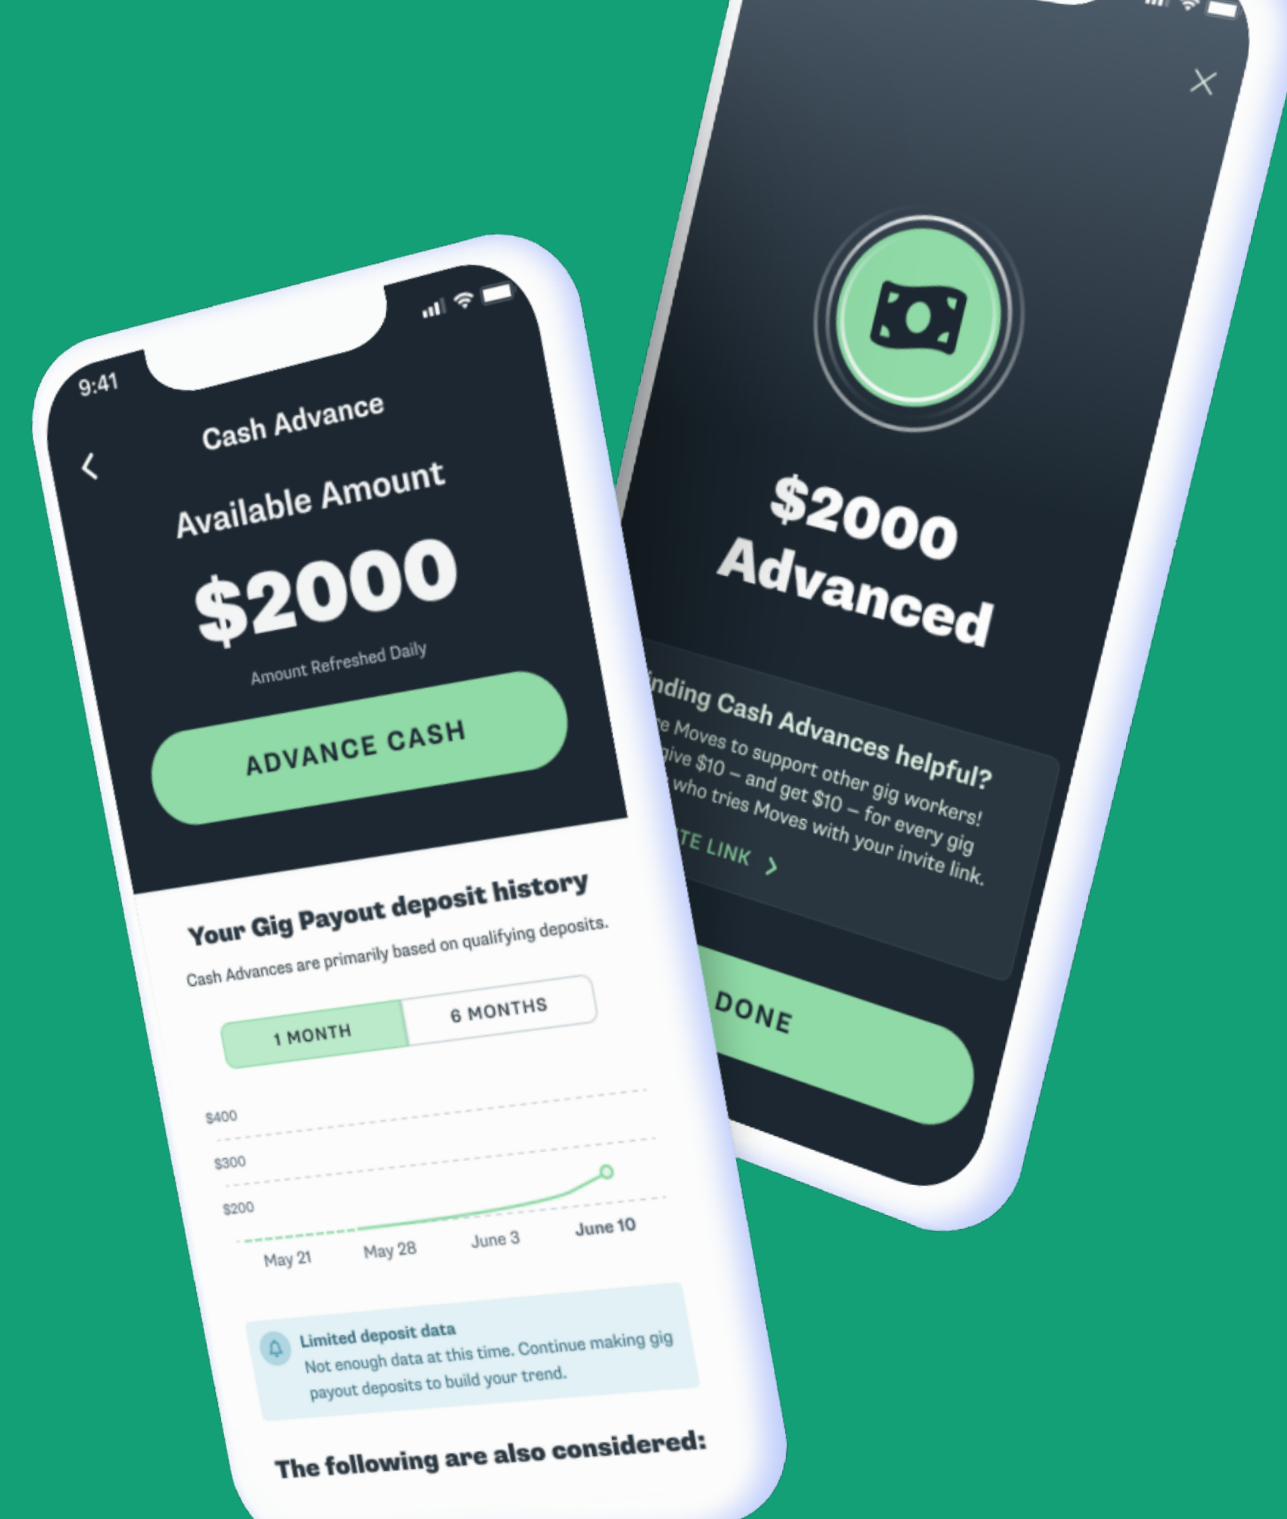 9:41
Cash Advance
Available Amount
$2000
Amount Refreshed Daily
ADVANCE CASH
Your Gig Payout deposit history
Cash Advances are primarily based on qualifying deposits.
1 MONTH
6 MONTHS
$400
$300
$200
May 21
May 28
June 3
June 10
Limited deposit data
Not enough data at this time. Continue making gig
payout deposits to build your trend.
The following are also considered:
$2000
Advanced
Cash Advances helpful?
Moves to support other gig workers!
give $10 – and get $10 – for every gig
who tries Moves with your invite link.
LINK
DONE